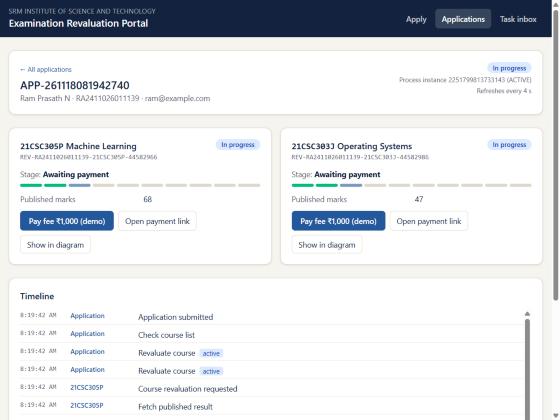 SRM INSTITUTE OF SCIENCE AND TECHNOLOGY
Examination Revaluation Portal
Apply Applications Task inbox
← All applications
APP-261118081942740
Ram Prasath N · RA2411026011139 · ram@example.com
In progress
Process instance 2251799813733143 (ACTIVE)
Refreshes every 4 s
21CSC305P Machine Learning
In progress
REV-RA2411026011139-21CSC305P-44582966
Stage: Awaiting payment
Published marks 68
Pay fee ₹1,000 (demo) Open payment link
Show in diagram
21CSC303J Operating Systems
In progress
REV-RA2411026011139-21CSC303J-44582986
Stage: Awaiting payment
Published marks 47
Pay fee ₹1,000 (demo) Open payment link
Show in diagram
Timeline
8:19:42 AM Application Application submitted
8:19:42 AM Application Check course list
8:19:42 AM Application Revaluate course active
8:19:42 AM Application Revaluate course active
8:19:42 AM 21CSC305P Course revaluation requested
8:19:42 AM 21CSC305P Fetch published result